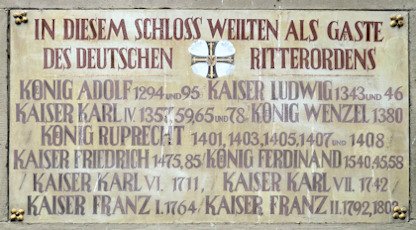 IN DIESEM SCHLOSS WEILTEN ALS GÄSTE
DES DEUTSCHEN RITTERORDENS
KÖNIG ADOLF 1294 UND 95 KAISER LUDWIG 1343 UND 46
KAISER KARL IV. 1357,59,65 UND 78 KÖNIG WENZEL 1380
KÖNIG RUPRECHT 1401,1403,1405,1407 UND 1408
KAISER FRIEDRICH 1475,85/KÖNIG FERDINAND 1540,45,58
/ KAISER KARL VI. 1711, KAISER KARL VII. 1742 /
KAISER FRANZ I. 1764 / KAISER FRANZ II. 1792,